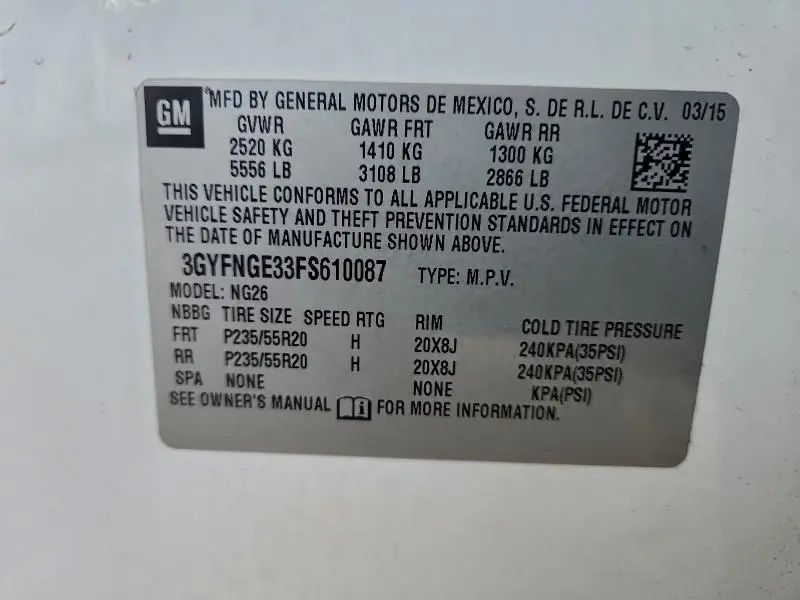 GM MFD BY GENERAL MOTORS DE MEXICO, S. DE R.L. DE C.V. 03/15
GVWR GAWR FRT GAWR RR
2520 KG 1410 KG 1300 KG
5556 LB 3108 LB 2866 LB
THIS VEHICLE CONFORMS TO ALL APPLICABLE U.S. FEDERAL MOTOR
VEHICLE SAFETY AND THEFT PREVENTION STANDARDS IN EFFECT ON
THE DATE OF MANUFACTURE SHOWN ABOVE.
3GYFNGE33FS610087 TYPE: M.P.V.
MODEL: NG26
NBBG TIRE SIZE SPEED RTG RIM COLD TIRE PRESSURE
FRT P235/55R20 H 20X8J 240KPA(35PSI)
RR P235/55R20 H 20X8J 240KPA(35PSI)
SPA NONE NONE KPA(PSI)
SEE OWNER'S MANUAL i FOR MORE INFORMATION.